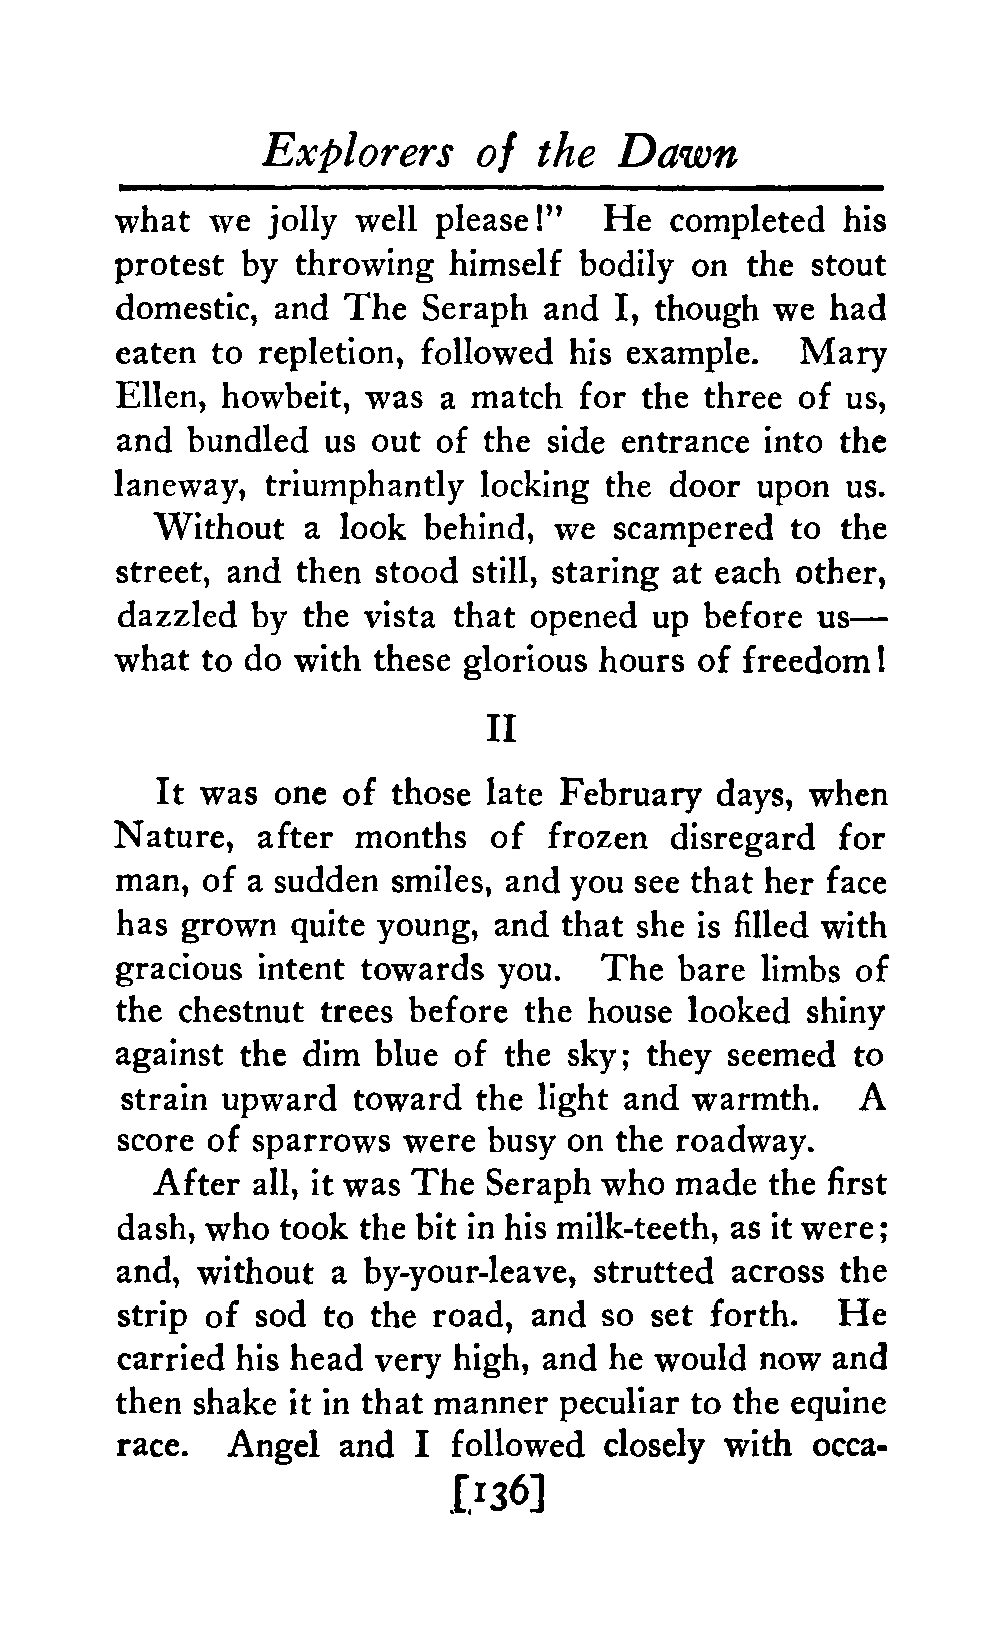 Explorers of the Dawn
what we jolly well please!" He completed his
protest by throwing himself bodily on the stout
domestic, and The Seraph and I, though we had
eaten to repletion, followed his example. Mary
Ellen, howbeit, was a match for the three of us,
and bundled us out of the side entrance into the
laneway, triumphantly locking the door upon us.
Without a look behind, we scampered to the
street, and then stood still, staring at each other,
dazzled by the vista that opened up before us—
what to do with these glorious hours of freedom!
II
It was one of those late February days, when
Nature, after months of frozen disregard for
man, of a sudden smiles, and you see that her face
has grown quite young, and that she is filled with
gracious intent towards you. The bare limbs of
the chestnut trees before the house looked shiny
against the dim blue of the sky; they seemed to
strain upward toward the light and warmth. A
score of sparrows were busy on the roadway.
After all, it was The Seraph who made the first
dash, who took the bit in his milk-teeth, as it were;
and, without a by-your-leave, strutted across the
strip of sod to the road, and so set forth. He
carried his head very high, and he would now and
then shake it in that manner peculiar to the equine
race. Angel and I followed closely with occa-
[136]